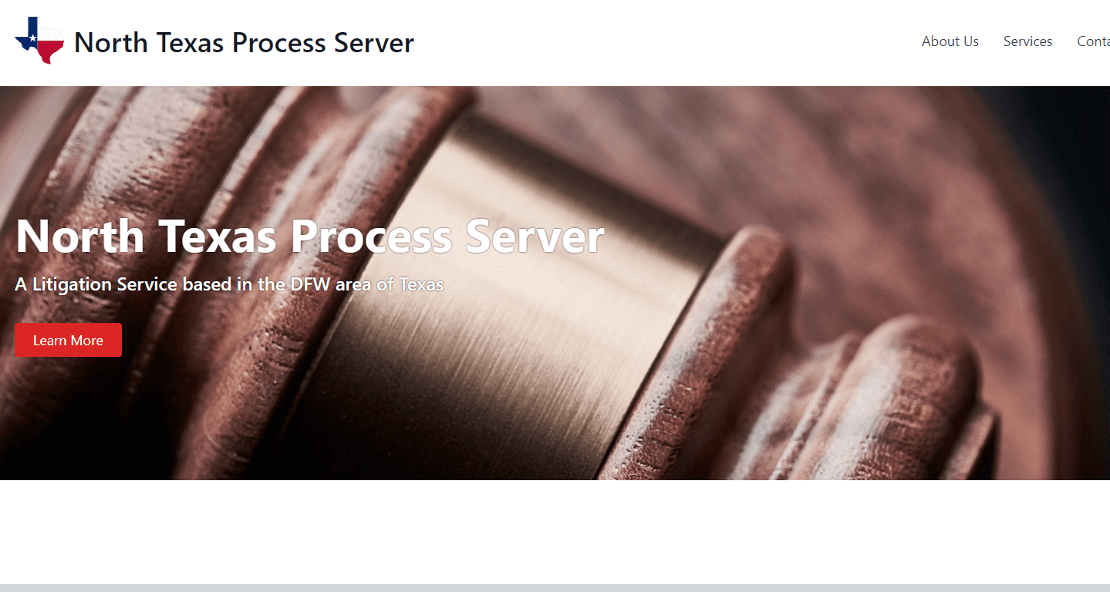 North Texas Process Server
About Us
Services
Conta
North Texas Process Server
A Litigation Service based in the DFW area of Texas
Learn More